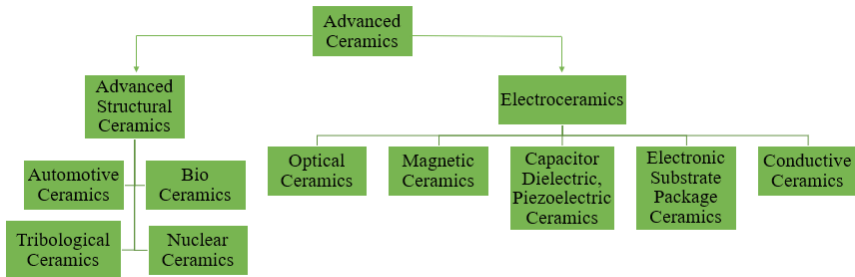 Advanced
Ceramics
Advanced
Structural
Ceramics
Electroceramics
Automotive
Ceramics
Bio
Ceramics
Tribological
Ceramics
Nuclear
Ceramics
Optical
Ceramics
Magnetic
Ceramics
Capacitor
Dielectric,
Piezoelectric
Ceramics
Electronic
Substrate
Package
Ceramics
Conductive
Ceramics